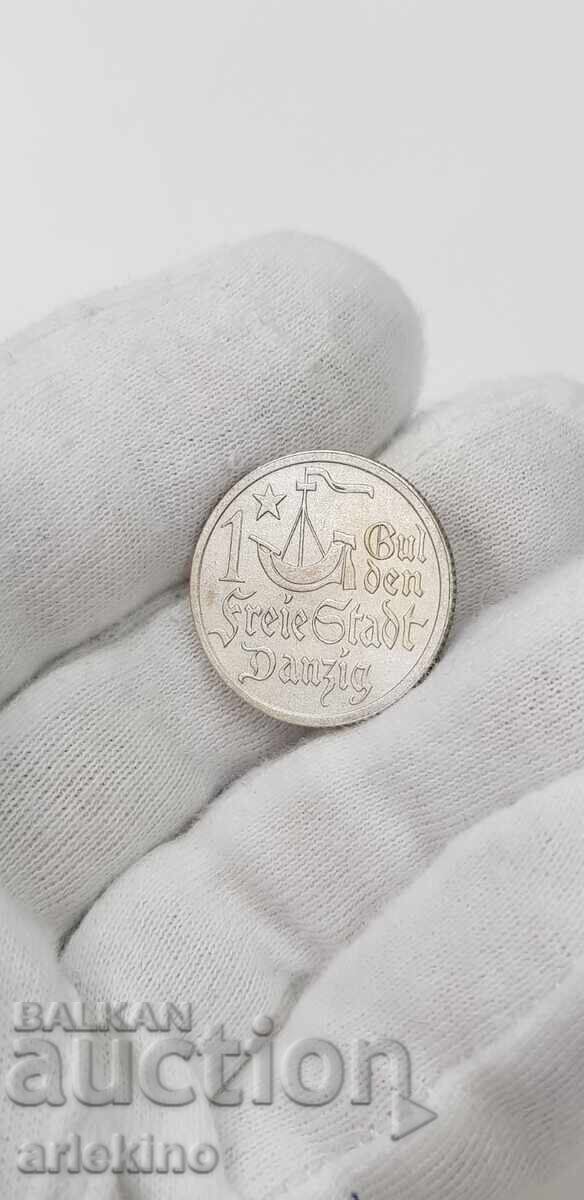 1 Gul
den
Freie Stadt
Danzig
BALKAN
auction
arlekino